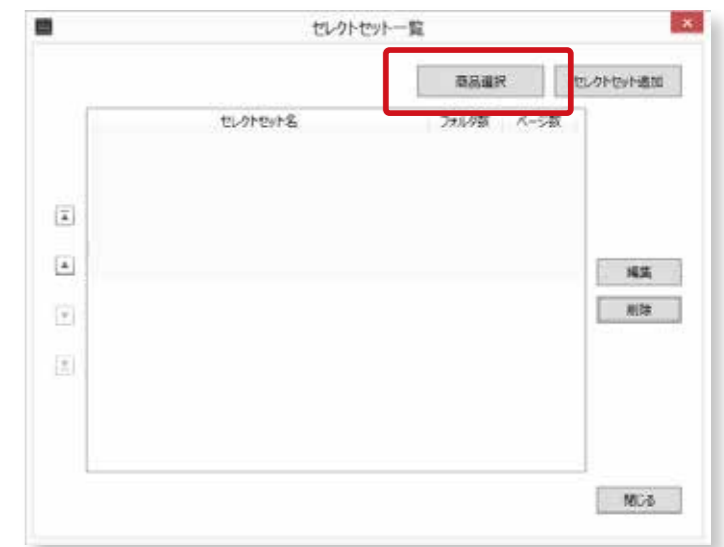 セレクトセット一覧
商品選択
セレクトセット追加
セレクトセット名 フォルダ数 ページ数
編集
削除
閉じる